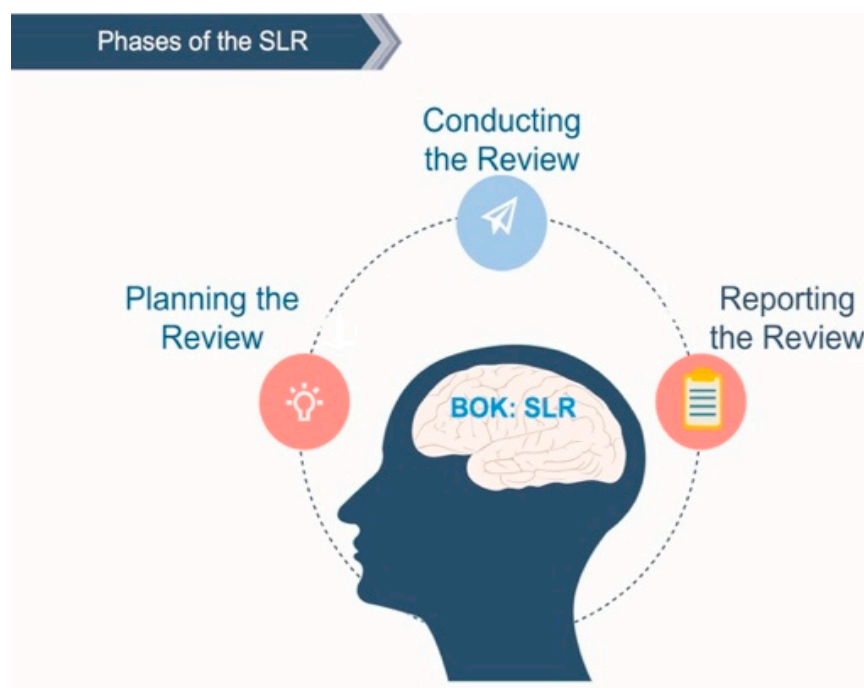 Phases of the SLR
Conducting
the Review
Planning the
Review
Reporting
the Review
BOK: SLR